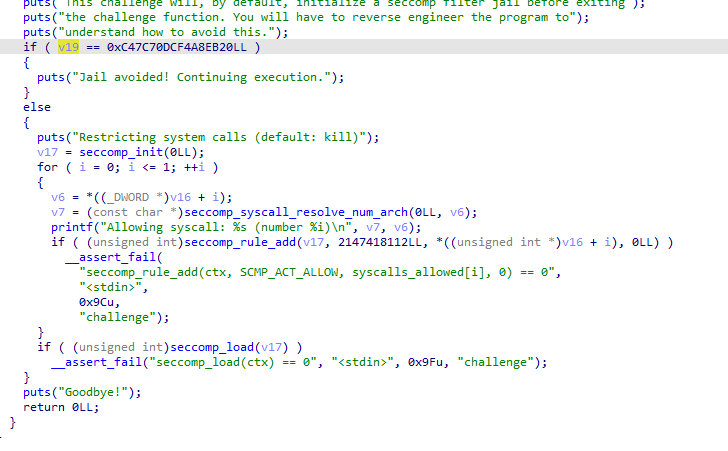 puts("This challenge will, by default, initialize a seccomp filter jail before exiting");
puts("the challenge function. You will have to reverse engineer the program to");
puts("understand how to avoid this.");
if ( v19 == 0xC47C70DCF4A8EB20LL )
{
puts("Jail avoided! Continuing execution.");
}
else
{
puts("Restricting system calls (default: kill)");
v17 = seccomp_init(0LL);
for ( i = 0; i <= 1; ++i )
{
v6 = *((_DWORD *)v16 + i);
v7 = (const char *)seccomp_syscall_resolve_num_arch(0LL, v6);
printf("Allowing syscall: %s (number %i)\n", v7, v6);
if ( (unsigned int)seccomp_rule_add(v17, 2147418112LL, *((unsigned int *)v16 + i), 0LL) )
__assert_fail(
"seccomp_rule_add(ctx, SCMP_ACT_ALLOW, syscalls_allowed[i], 0) == 0",
"<stdin>",
0x9Cu,
"challenge");
}
if ( (unsigned int)seccomp_load(v17) )
__assert_fail("seccomp_load(ctx) == 0", "<stdin>", 0x9Fu, "challenge");
}
puts("Goodbye!");
return 0LL;
}